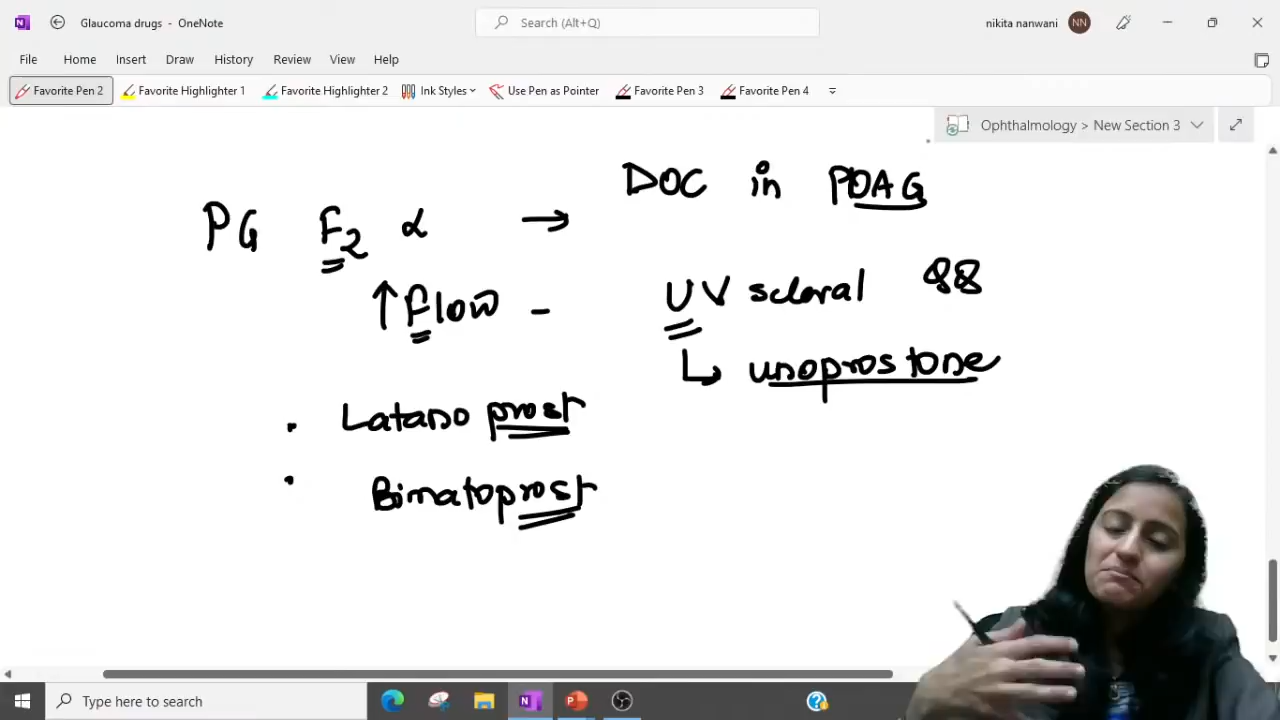 Glaucoma drugs - OneNote
Search (Alt+Q)
nikita nanwani NN
File Home Insert Draw History Review View Help
Favorite Pen 2 Favorite Highlighter 1 Favorite Highlighter 2 Ink Styles Use Pen as Pointer Favorite Pen 3 Favorite Pen 4
Ophthalmology > New Section 3
DOC in POAG
PG F2 α →
↑ Flow - UV scleral
↳ unoprostone
. Latanoprost
. Bimatoprost
Type here to search